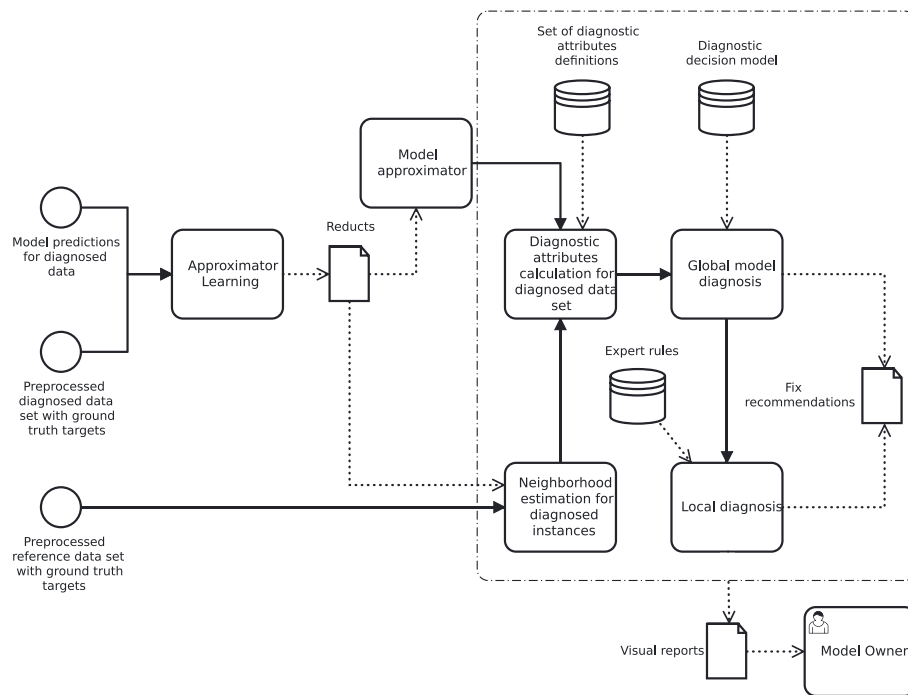 Set of diagnostic
attributes
definitions
Diagnostic
decision model
Model
approximator
Model predictions
for diagnosed
data
Approximator
Learning
Reducts
Diagnostic
attributes
calculation for
diagnosed data
set
Global model
diagnosis
Preprocessed
diagnosed data
set with ground
truth targets
Expert rules
Fix
recommendations
Neighborhood
estimation for
diagnosed
instances
Local diagnosis
Preprocessed
reference data set
with ground truth
targets
Visual reports
Model Owner